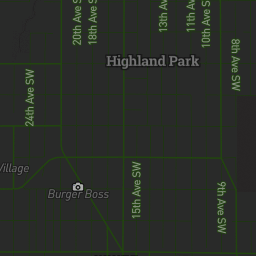 20th Ave S
18th Ave S
13th Ave
11th Ave
10th Ave SW
8th Ave SW
Highland Park
24th Ave SW
Village
Burger Boss
15th Ave SW
9th Ave SW